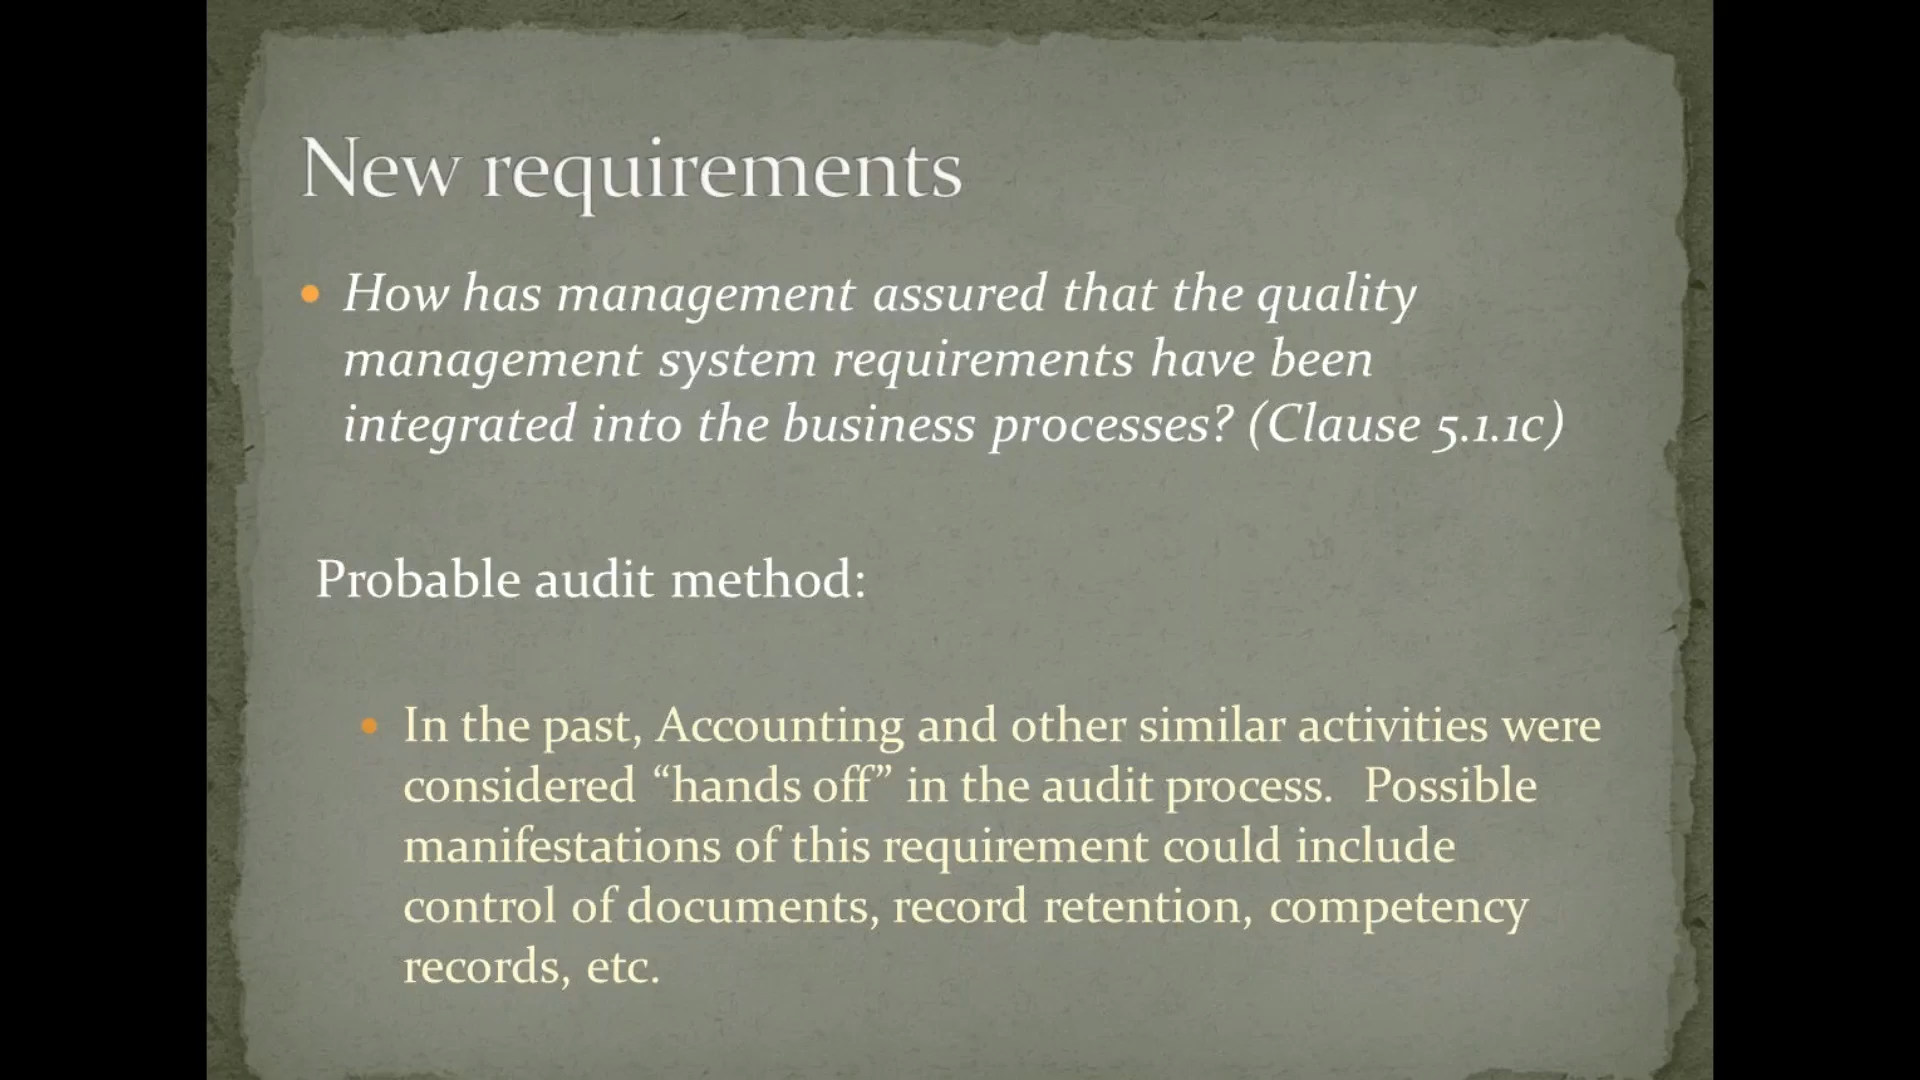 New requirements
• How has management assured that the quality
management system requirements have been
integrated into the business processes? (Clause 5.1.1c)
Probable audit method:
• In the past, Accounting and other similar activities were
considered “hands off” in the audit process.  Possible
manifestations of this requirement could include
control of documents, record retention, competency
records, etc.